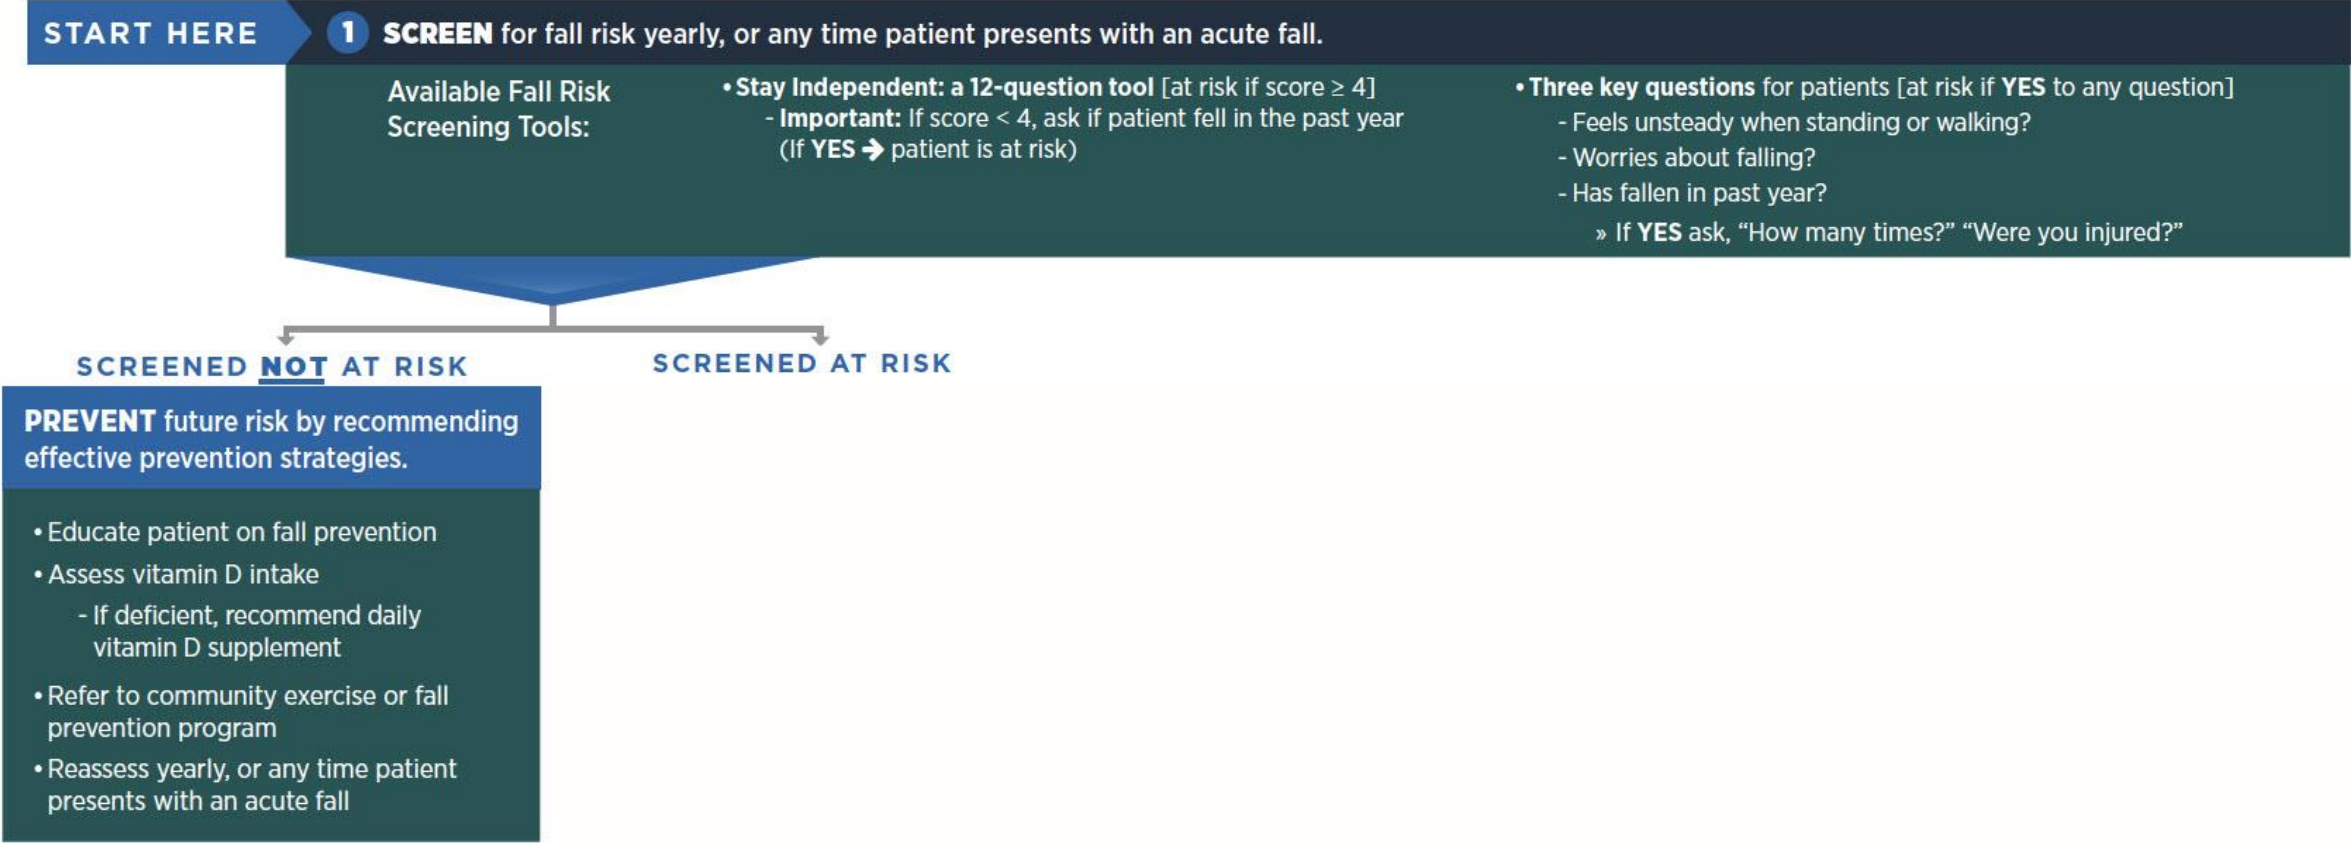 START HERE
1 SCREEN for fall risk yearly, or any time patient presents with an acute fall.
Available Fall Risk
Screening Tools:
• Stay Independent: a 12-question tool [at risk if score ≥ 4]
- Important: If score < 4, ask if patient fell in the past year
(If YES → patient is at risk)
• Three key questions for patients [at risk if YES to any question]
- Feels unsteady when standing or walking?
- Worries about falling?
- Has fallen in past year?
» If YES ask, “How many times?” “Were you injured?”
SCREENED NOT AT RISK
SCREENED AT RISK
PREVENT future risk by recommending
effective prevention strategies.
• Educate patient on fall prevention
• Assess vitamin D intake
- If deficient, recommend daily
vitamin D supplement
• Refer to community exercise or fall
prevention program
• Reassess yearly, or any time patient
presents with an acute fall